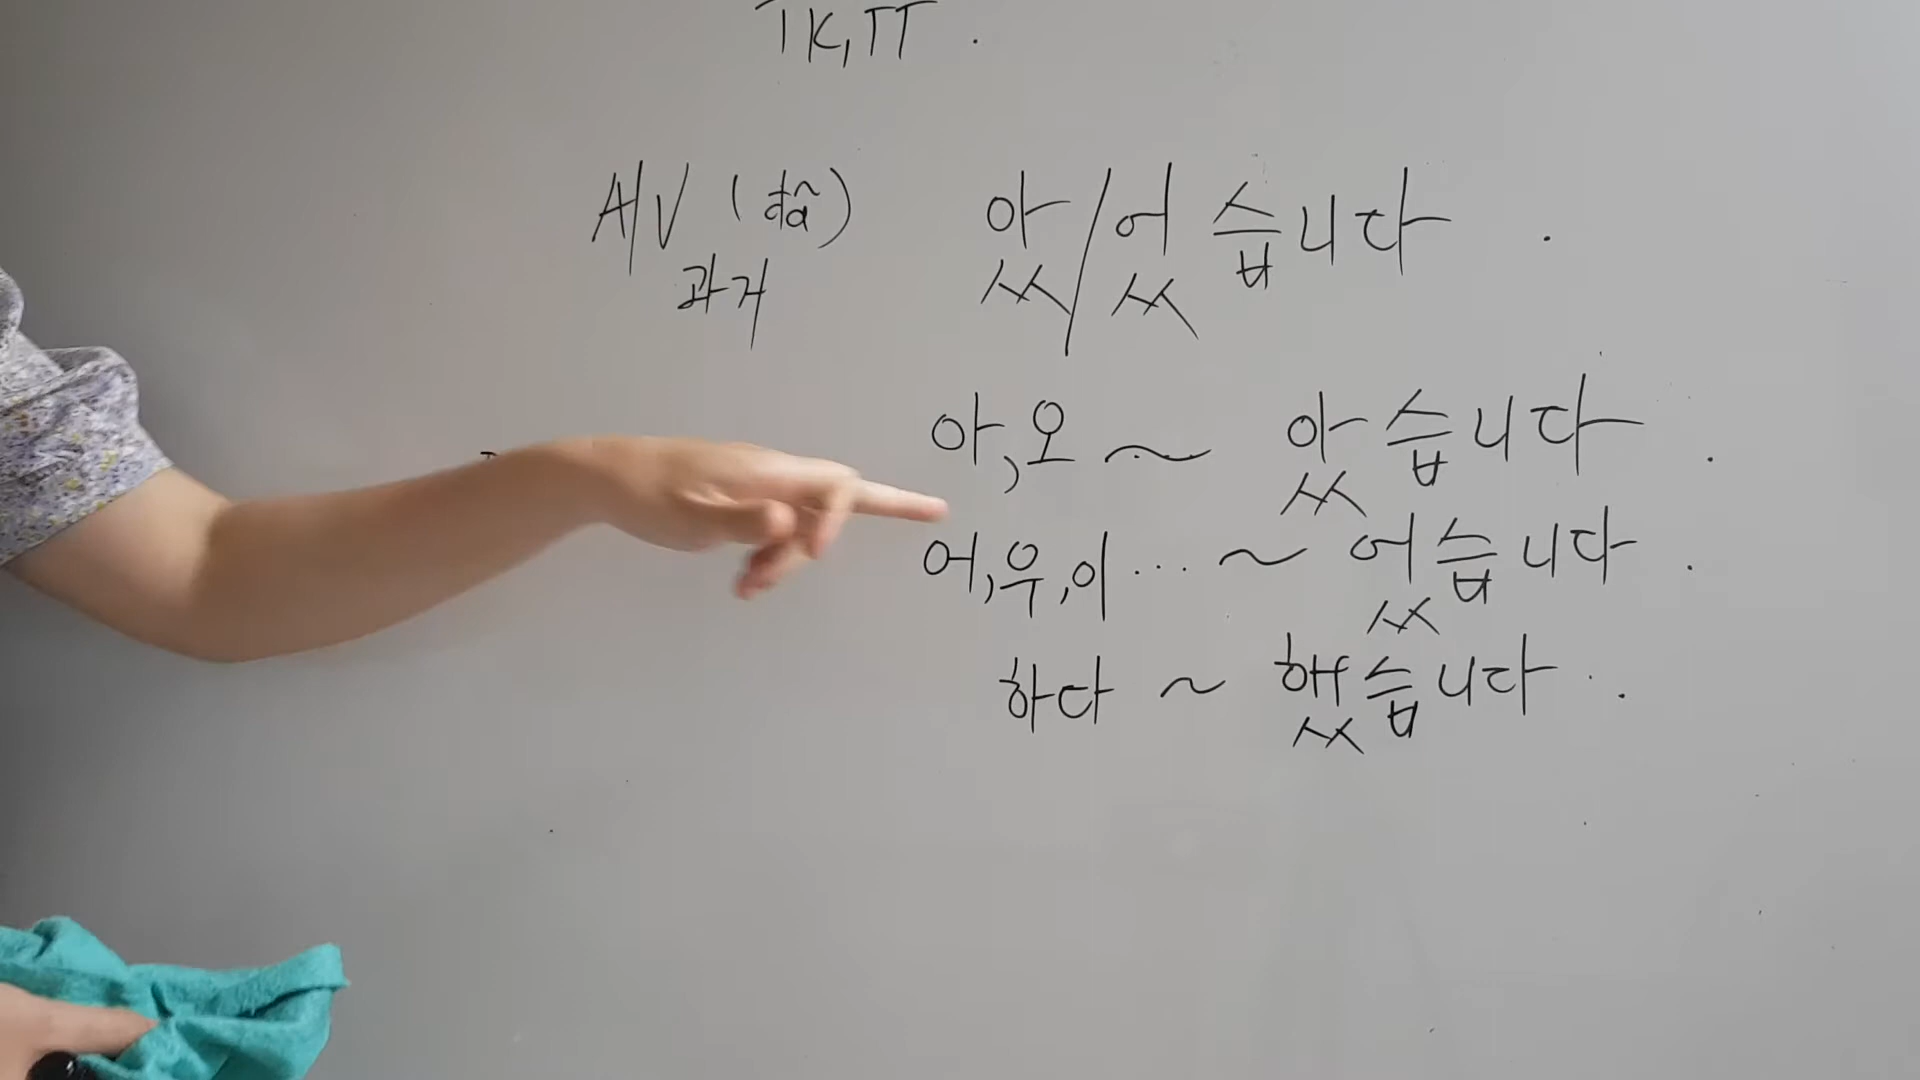 TK, TT .
A/V (đã) 았/었습니다 .
과거
아, 오 ~ 았습니다 .
어, 우, 이 ... ~ 었습니다 .
하다 ~ 했습니다 .